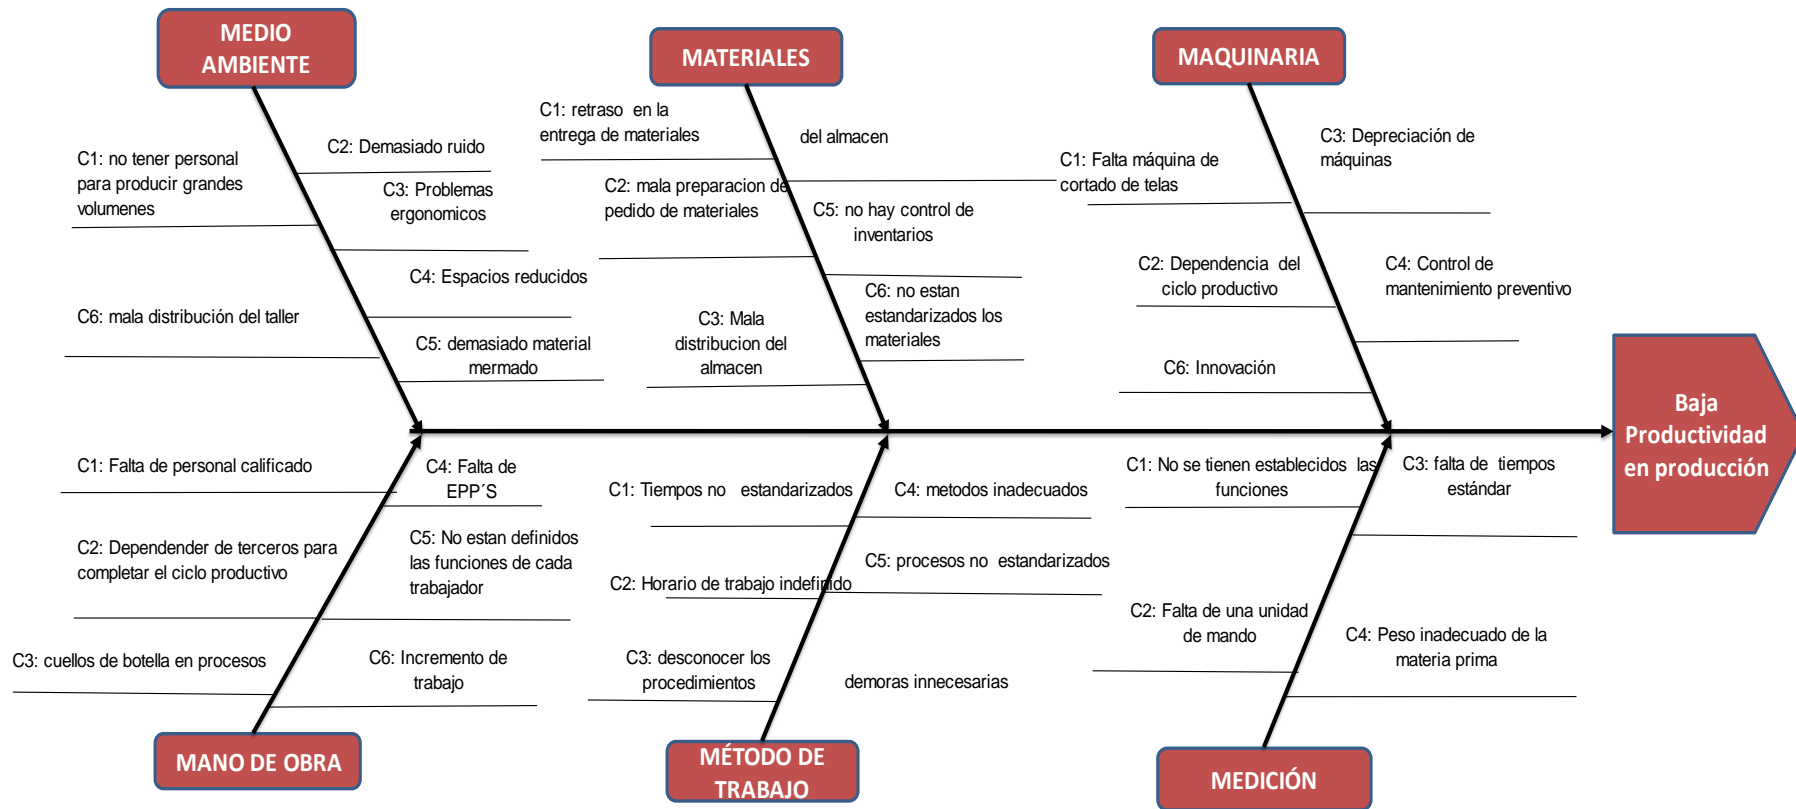 MEDIO
AMBIENTE
MATERIALES
MAQUINARIA
C1: no tener personal
para producir grandes
volumenes
C2: Demasiado ruido
C3: Problemas
ergonomicos
C4: Espacios reducidos
C6: mala distribución del taller
C5: demasiado material
mermado
C1: retraso en la
entrega de materiales
del almacen
C2: mala preparacion de
pedido de materiales
C5: no hay control de
inventarios
C3: Mala
distribucion del
almacen
C6: no estan
estandarizados los
materiales
C1: Falta máquina de
cortado de telas
C3: Depreciación de
máquinas
C2: Dependencia del
ciclo productivo
C4: Control de
mantenimiento preventivo
C6: Innovación
Baja
Productividad
en producción
C1: Falta de personal calificado
C4: Falta de
EPP´S
C2: Dependender de terceros para
completar el ciclo productivo
C5: No estan definidos
las funciones de cada
trabajador
C3: cuellos de botella en procesos
C6: Incremento de
trabajo
C1: Tiempos no estandarizados
C4: metodos inadecuados
C2: Horario de trabajo indefinido
C5: procesos no estandarizados
C3: desconocer los
procedimientos
demoras innecesarias
C1: No se tienen establecidos las
funciones
C3: falta de tiempos
estándar
C2: Falta de una unidad
de mando
C4: Peso inadecuado de la
materia prima
MANO DE OBRA
MÉTODO DE
TRABAJO
MEDICIÓN